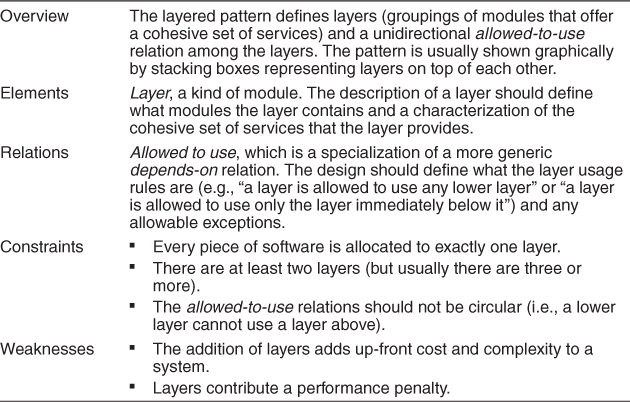 Overview The layered pattern defines layers (groupings of modules that offer
a cohesive set of services) and a unidirectional allowed-to-use
relation among the layers. The pattern is usually shown graphically
by stacking boxes representing layers on top of each other.
Elements Layer, a kind of module. The description of a layer should define
what modules the layer contains and a characterization of the
cohesive set of services that the layer provides.
Relations Allowed to use, which is a specialization of a more generic
depends-on relation. The design should define what the layer usage
rules are (e.g., “a layer is allowed to use any lower layer” or “a layer
is allowed to use only the layer immediately below it”) and any
allowable exceptions.
Constraints ▪ Every piece of software is allocated to exactly one layer.
▪ There are at least two layers (but usually there are three or
more).
▪ The allowed-to-use relations should not be circular (i.e., a lower
layer cannot use a layer above).
Weaknesses ▪ The addition of layers adds up-front cost and complexity to a
system.
▪ Layers contribute a performance penalty.